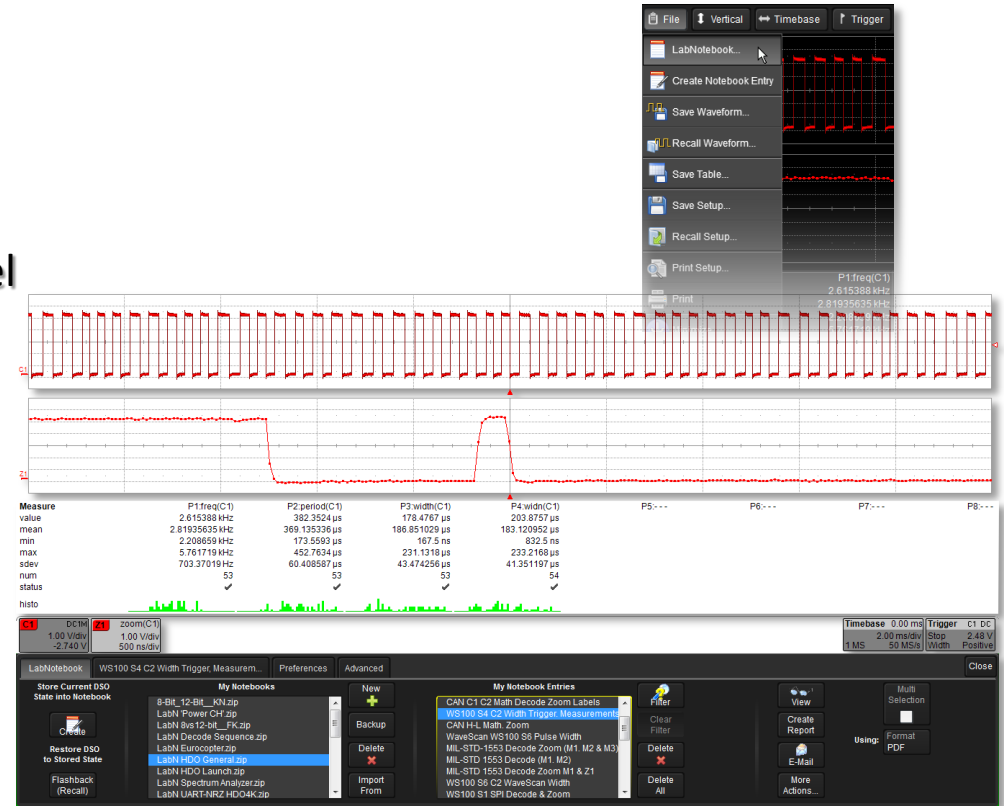 File Vertical Timebase Trigger
LabNotebook...
Create Notebook Entry
Save Waveform...
Recall Waveform...
Save Table...
Save Setup...
Recall Setup...
Print Setup...
Print
P1:freq(C1)
2.615388 kHz
2.81935635 kHz
el
C1
Z1
Measure P1:freq(C1) P2:period(C1) P3:width(C1) P4:widn(C1) P5:--- P6:--- P7:--- P8:---
value 2.615388 kHz 382.3524 µs 178.4767 µs 203.8757 µs
mean 2.81935635 kHz 369.135336 µs 186.851029 µs 183.120952 µs
min 2.208659 kHz 173.5593 µs 167.5 ns 832.5 ns
max 5.761719 kHz 452.7634 µs 231.1318 µs 233.2168 µs
sdev 703.37019 Hz 60.408587 µs 43.474256 µs 41.351197 µs
num 53 53 53 54
status
histo
C1 DC1M Z1 zoom(C1) Timebase 0.00 ms Trigger C1 DC
1.00 V/div 1.00 V/div 2.00 ms/div Stop 2.48 V
-2.740 V 500 ns/div 1 MS 50 MS/s Width Positive
LabNotebook WS100 S4 C2 Width Trigger, Measurem... Preferences Advanced Close
Store Current DSO
State into Notebook
Create
Restore DSO
to Stored State
Flashback
(Recall)
My Notebooks
8-Bit_12-Bit__KN.zip
LabN 'Power CH'.zip
LabN 8vs12-bit__FK.zip
LabN Decode Sequence.zip
LabN Eurocopter.zip
LabN HDO General.zip
LabN HDO Launch.zip
LabN Spectrum Analyzer.zip
LabN UART-NRZ HDO4K.zip
New
Backup
Delete
Import
From
My Notebook Entries
CAN C1 C2 Math Decode Zoom Labels
WS100 S4 C2 Width Trigger, Measurements
CAN H-L Math. Zoom
WaveScan WS100 S6 Pulse Width
MIL-STD-1553 Decode Zoom (M1. M2 & M3)
MIL-STD 1553 Decode (M1. M2)
MIL-STD 1553 Decode Zoom M1 & Z1
WS100 S6 C2 WaveScan Width
WS100 S1 SPI Decode & Zoom
Filter
Clear
Filter
Delete
Delete
All
View
Create
Report
E-Mail
More
Actions...
Multi
Selection
Using: Format
PDF